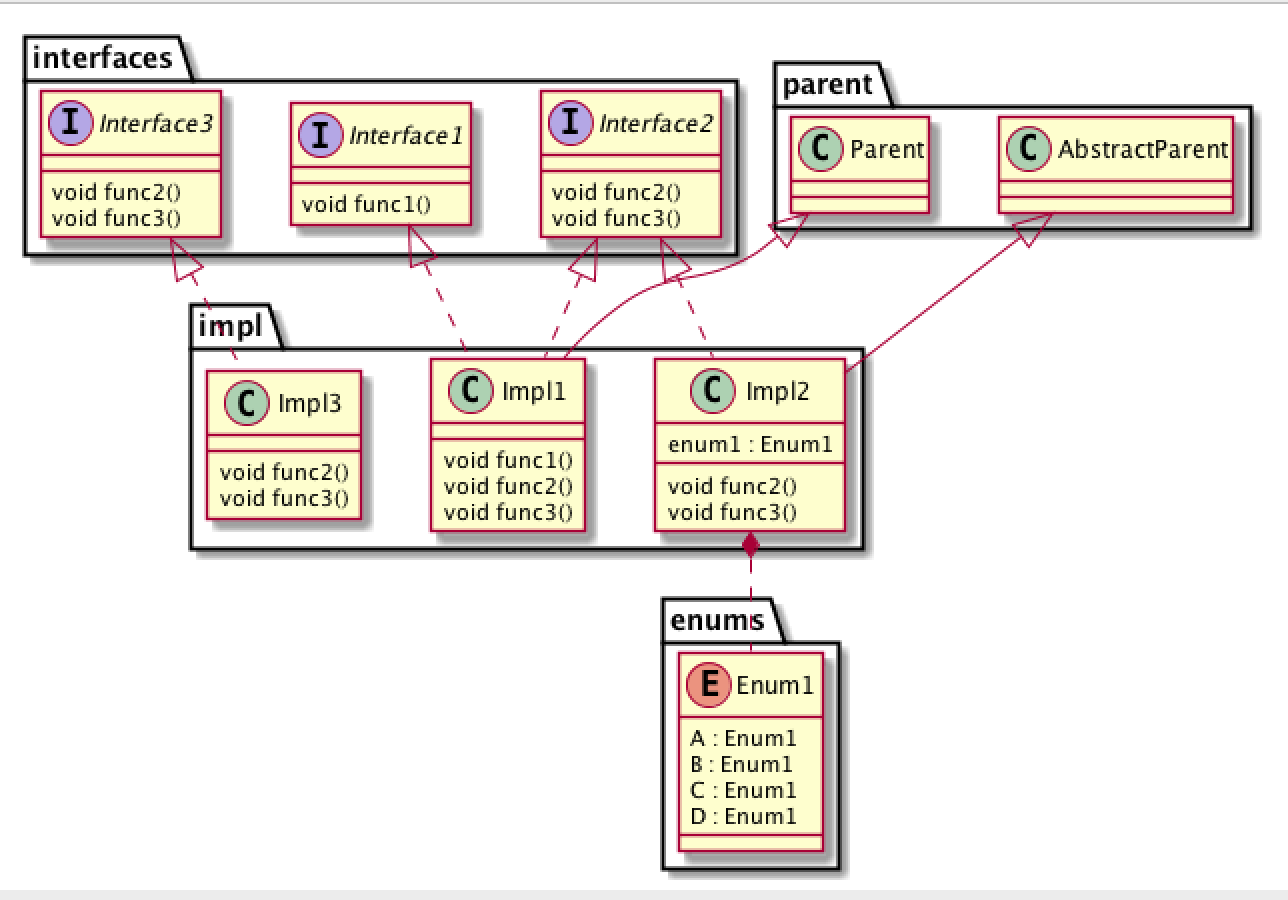 interfaces
I Interface3
void func2()
void func3()
I Interface1
void func1()
I Interface2
void func2()
void func3()
parent
C Parent
C AbstractParent
impl
C Impl3
void func2()
void func3()
C Impl1
void func1()
void func2()
void func3()
C Impl2
enum1 : Enum1
void func2()
void func3()
enums
E Enum1
A : Enum1
B : Enum1
C : Enum1
D : Enum1